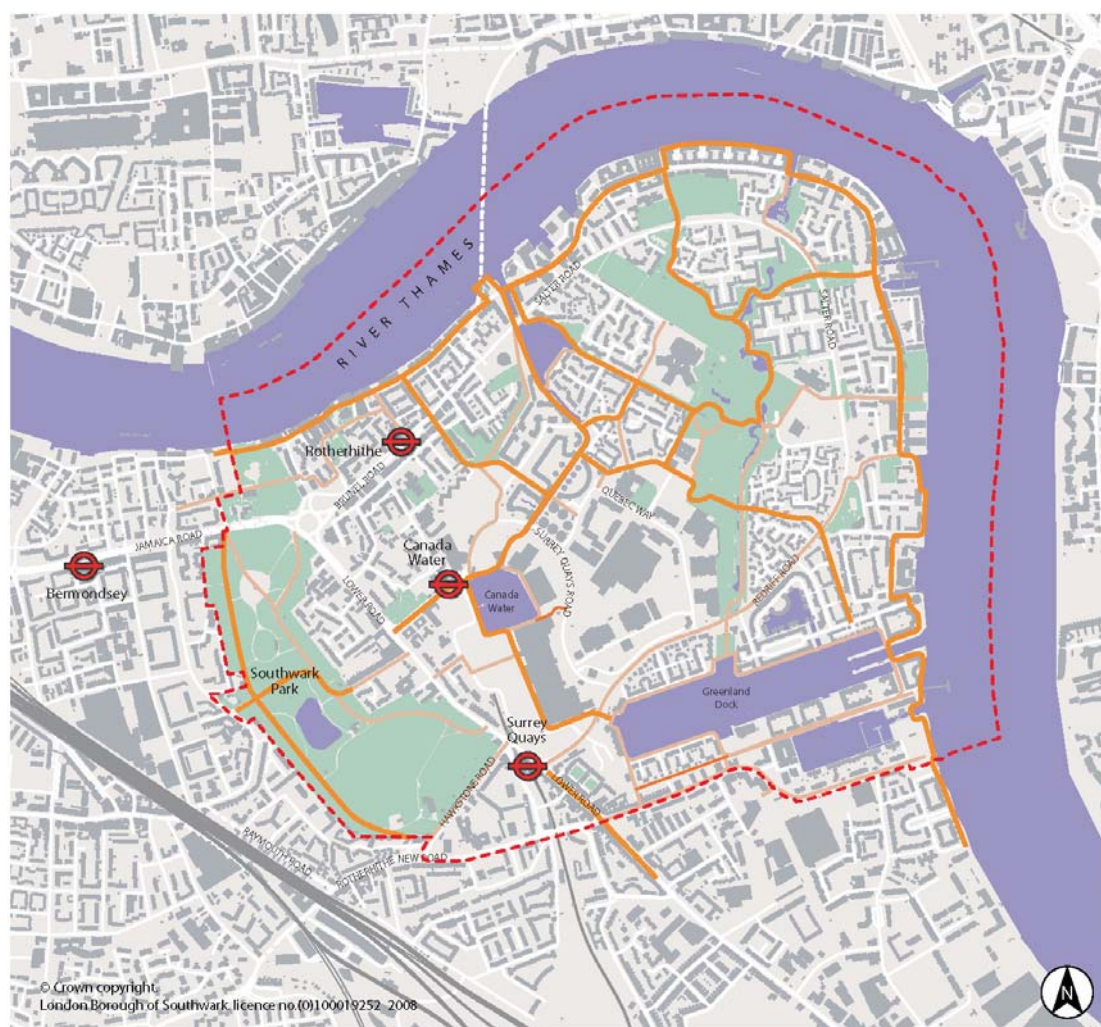 RIVER THAMES
SALTER ROAD
SALTER ROAD
Rotherhithe
BRUNEL ROAD
QUEBEC WAY
JAMAICA ROAD
Bermondsey
Canada
Water
SURREY QUAYS ROAD
LOWER ROAD
Canada
Water
REDRIFF ROAD
Southwark
Park
Greenland
Dock
Surrey
Quays
HAWKSTONE ROAD
LOWER ROAD
RAYMOUTH ROAD
ROTHERHITHE NEW ROAD
© Crown copyright
London Borough of Southwark. licence no.(0)100019252 2008
N